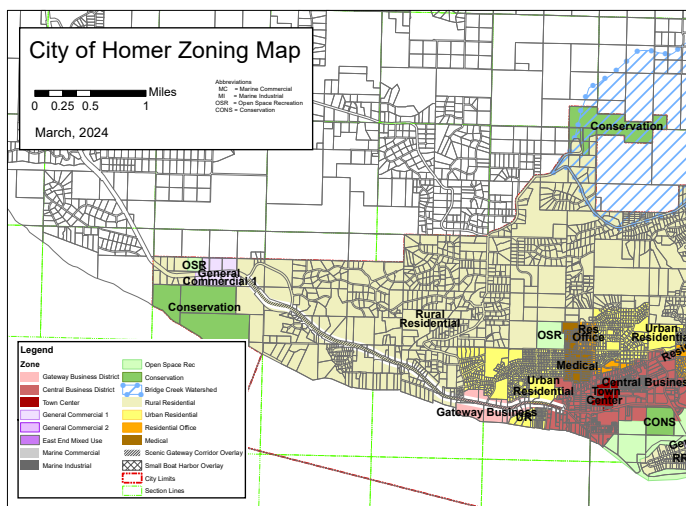 City of Homer Zoning Map
Miles
0 0.25 0.5 1
March, 2024
Abbreviations
MC = Marine Commercial
MI = Marine Industrial
OSR = Open Space Recreation
CONS = Conservation
Conservation
OSR
General
Commercial 1
Conservation
Rural
Residential
OSR
Res
Office
Urban
Residential
Medical
Urban
Residential
Central Busines
Town
Center
Gateway Business
UR
CONS
RR
Legend
Zone
Gateway Business District
Central Business District
Town Center
General Commercial 1
General Commercial 2
East End Mixed Use
Marine Commercial
Marine Industrial
Open Space Rec
Conservation
Bridge Creek Watershed
Rural Residential
Urban Residential
Residential Office
Medical
Scenic Gateway Corridor Overlay
Small Boat Harbor Overlay
City Limits
Section Lines